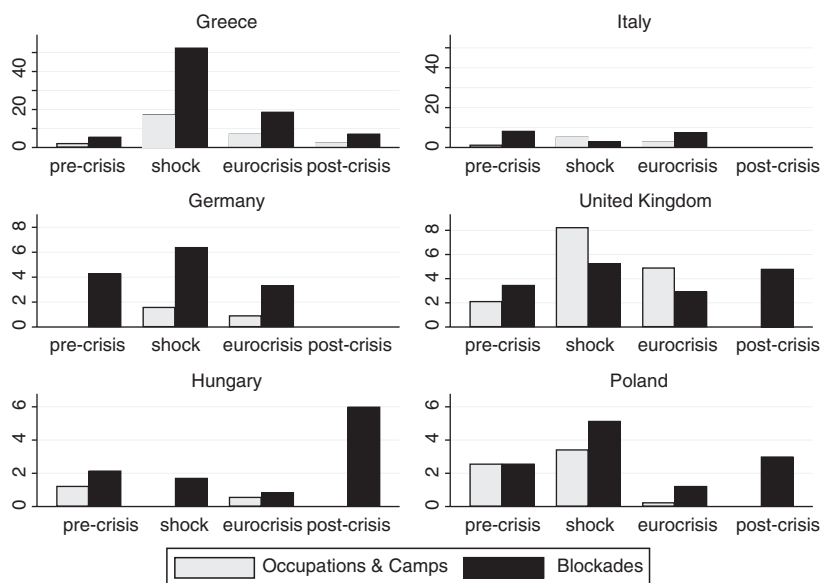 Greece
Italy
40
20
0
pre-crisis shock eurocrisis post-crisis
40
20
0
pre-crisis shock eurocrisis post-crisis
Germany
United Kingdom
8
6
4
2
0
pre-crisis shock eurocrisis post-crisis
8
6
4
2
0
pre-crisis shock eurocrisis post-crisis
Hungary
Poland
6
4
2
0
pre-crisis shock eurocrisis post-crisis
6
4
2
0
pre-crisis shock eurocrisis post-crisis
Occupations & Camps Blockades